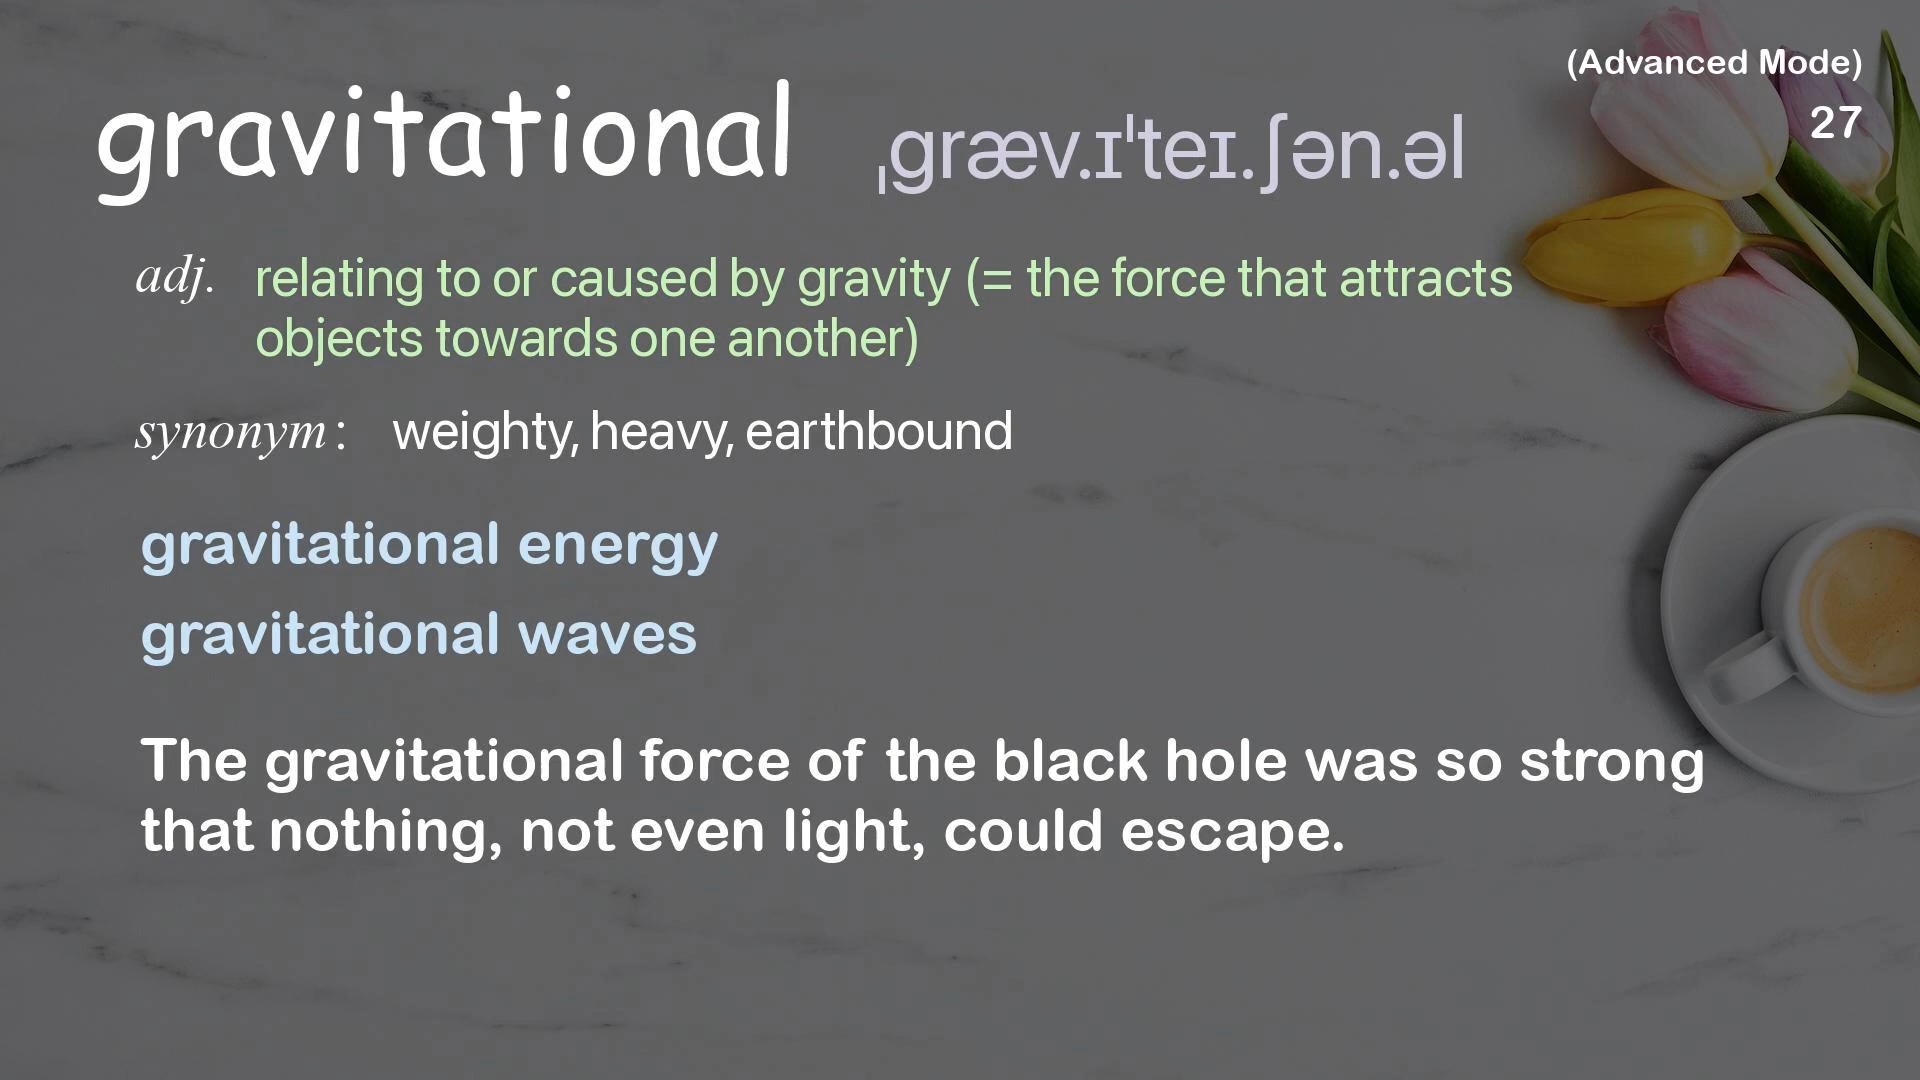 (Advanced Mode)
gravitational ˌɡræv.ɪˈteɪ.ʃən.əl
27
adj. relating to or caused by gravity (= the force that attracts
objects towards one another)
synonym: weighty, heavy, earthbound
gravitational energy
gravitational waves
The gravitational force of the black hole was so strong
that nothing, not even light, could escape.